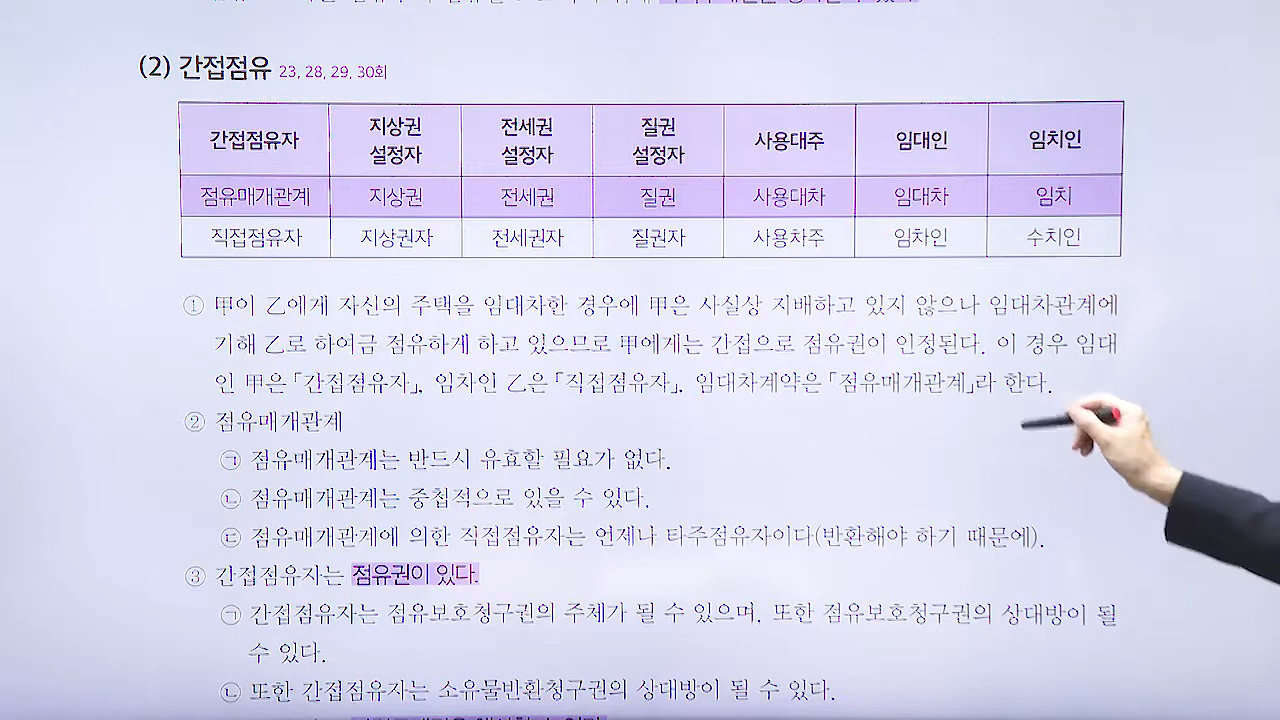 (2) 간접점유 23, 28, 29, 30회
간접점유자 지상권 설정자 전세권 설정자 질권 설정자 사용대주 임대인 임치인
점유매개관계 지상권 전세권 질권 사용대차 임대차 임치
직접점유자 지상권자 전세권자 질권자 사용차주 임차인 수치인
① 甲이 乙에게 자신의 주택을 임대차한 경우에 甲은 사실상 지배하고 있지 않으나 임대차관계에
기해 乙로 하여금 점유하게 하고 있으므로 甲에게는 간접으로 점유권이 인정된다. 이 경우 임대
인 甲은 「간접점유자」, 임차인 乙은 「직접점유자」, 임대차계약은 「점유매개관계」라 한다.
② 점유매개관계
㉠ 점유매개관계는 반드시 유효할 필요가 없다.
㉡ 점유매개관계는 중첩적으로 있을 수 있다.
㉢ 점유매개관계에 의한 직접점유자는 언제나 타주점유자이다(반환해야 하기 때문에).
③ 간접점유자는 점유권이 있다.
㉠ 간접점유자는 점유보호청구권의 주체가 될 수 있으며, 또한 점유보호청구권의 상대방이 될
수 있다.
㉡ 또한 간접점유자는 소유물반환청구권의 상대방이 될 수 있다.